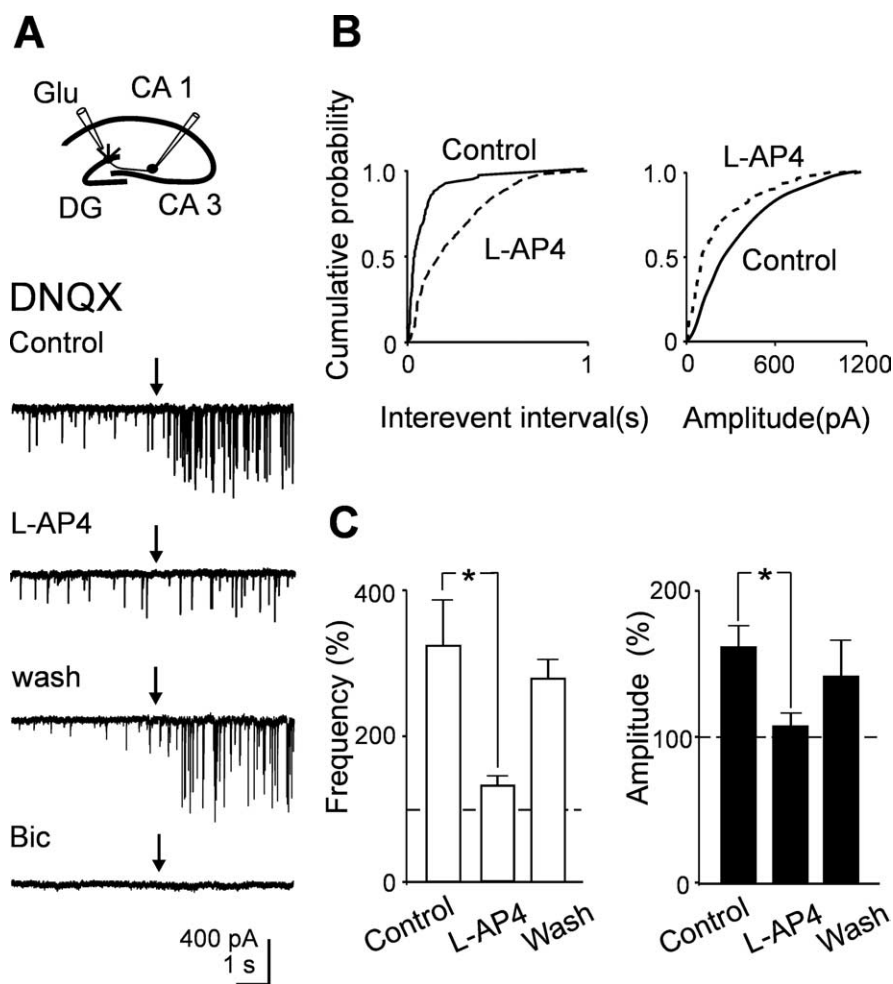 A
Glu
CA 1
DG
CA 3
DNQX
Control
L-AP4
wash
Bic
400 pA
1 s
B
Cumulative probability
1.0
0.5
0
Control
L-AP4
0
1
Interevent interval(s)
1.0
0.5
0
L-AP4
Control
0
600
1200
Amplitude(pA)
C
Frequency (%)
400
200
0
*
Control
L-AP4
Wash
Amplitude (%)
200
100
0
*
Control
L-AP4
Wash